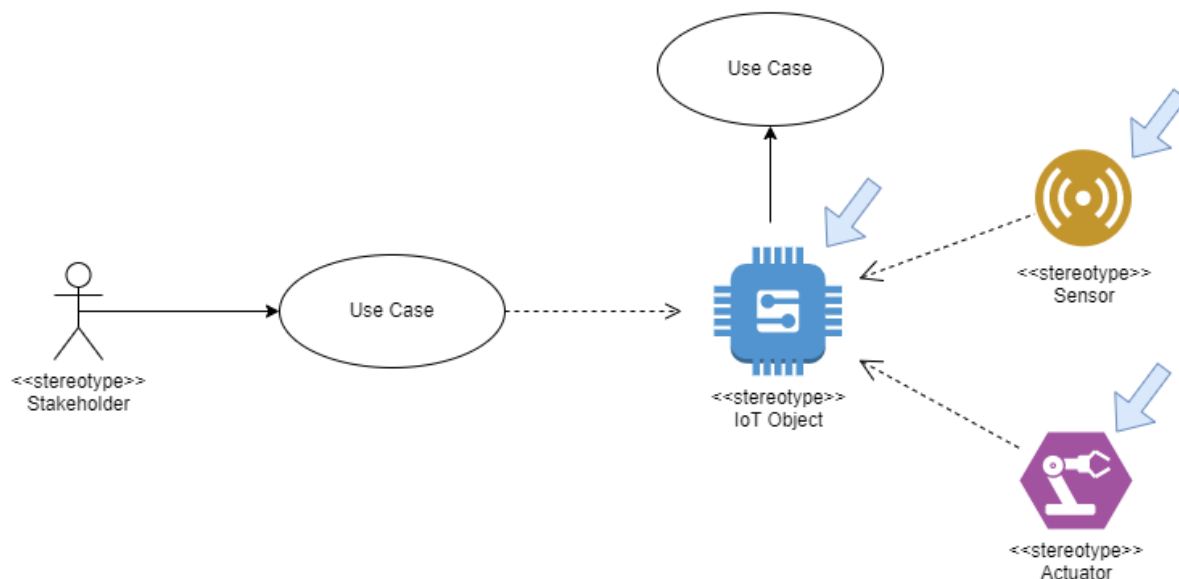 Use Case
<<stereotype>>
Sensor
Use Case
<<stereotype>>
Stakeholder
<<stereotype>>
IoT Object
<<stereotype>>
Actuator